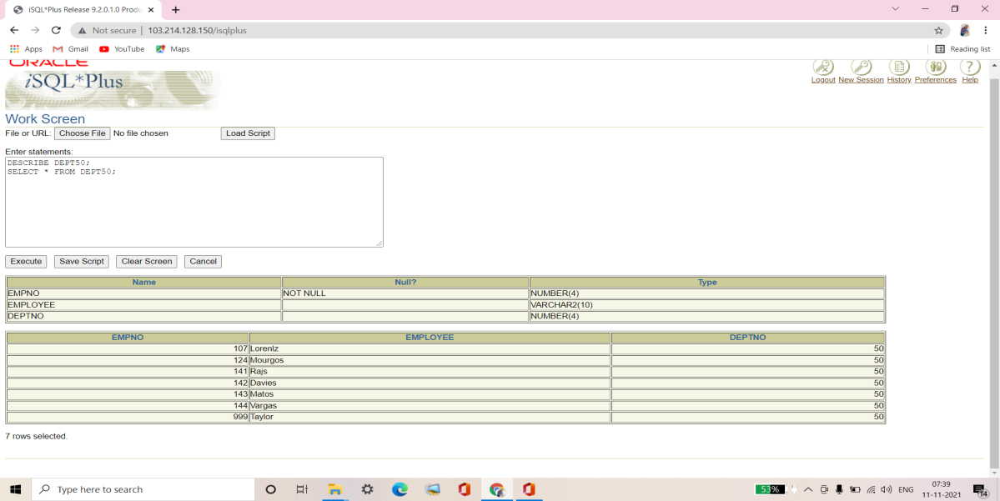 iSQL*Plus Release 9.2.0.1.0 Produ
Not secure | 103.214.128.150/isqlplus
Apps Gmail YouTube Maps Reading list
ORACLE
iSQL*Plus
Logout New Session History Preferences Help
Work Screen
File or URL: Choose File No file chosen Load Script
Enter statements:
DESCRIBE DEPT50;
SELECT * FROM DEPT50;
Execute Save Script Clear Screen Cancel
Name Null? Type
EMPNO NOT NULL NUMBER(4)
EMPLOYEE VARCHAR2(10)
DEPTNO NUMBER(4)
EMPNO EMPLOYEE DEPTNO
107 Lorenlz 50
124 Mourgos 50
141 Rajs 50
142 Davies 50
143 Matos 50
144 Vargas 50
999 Taylor 50
7 rows selected.
Type here to search
53%
ENG
07:39
11-11-2021
14